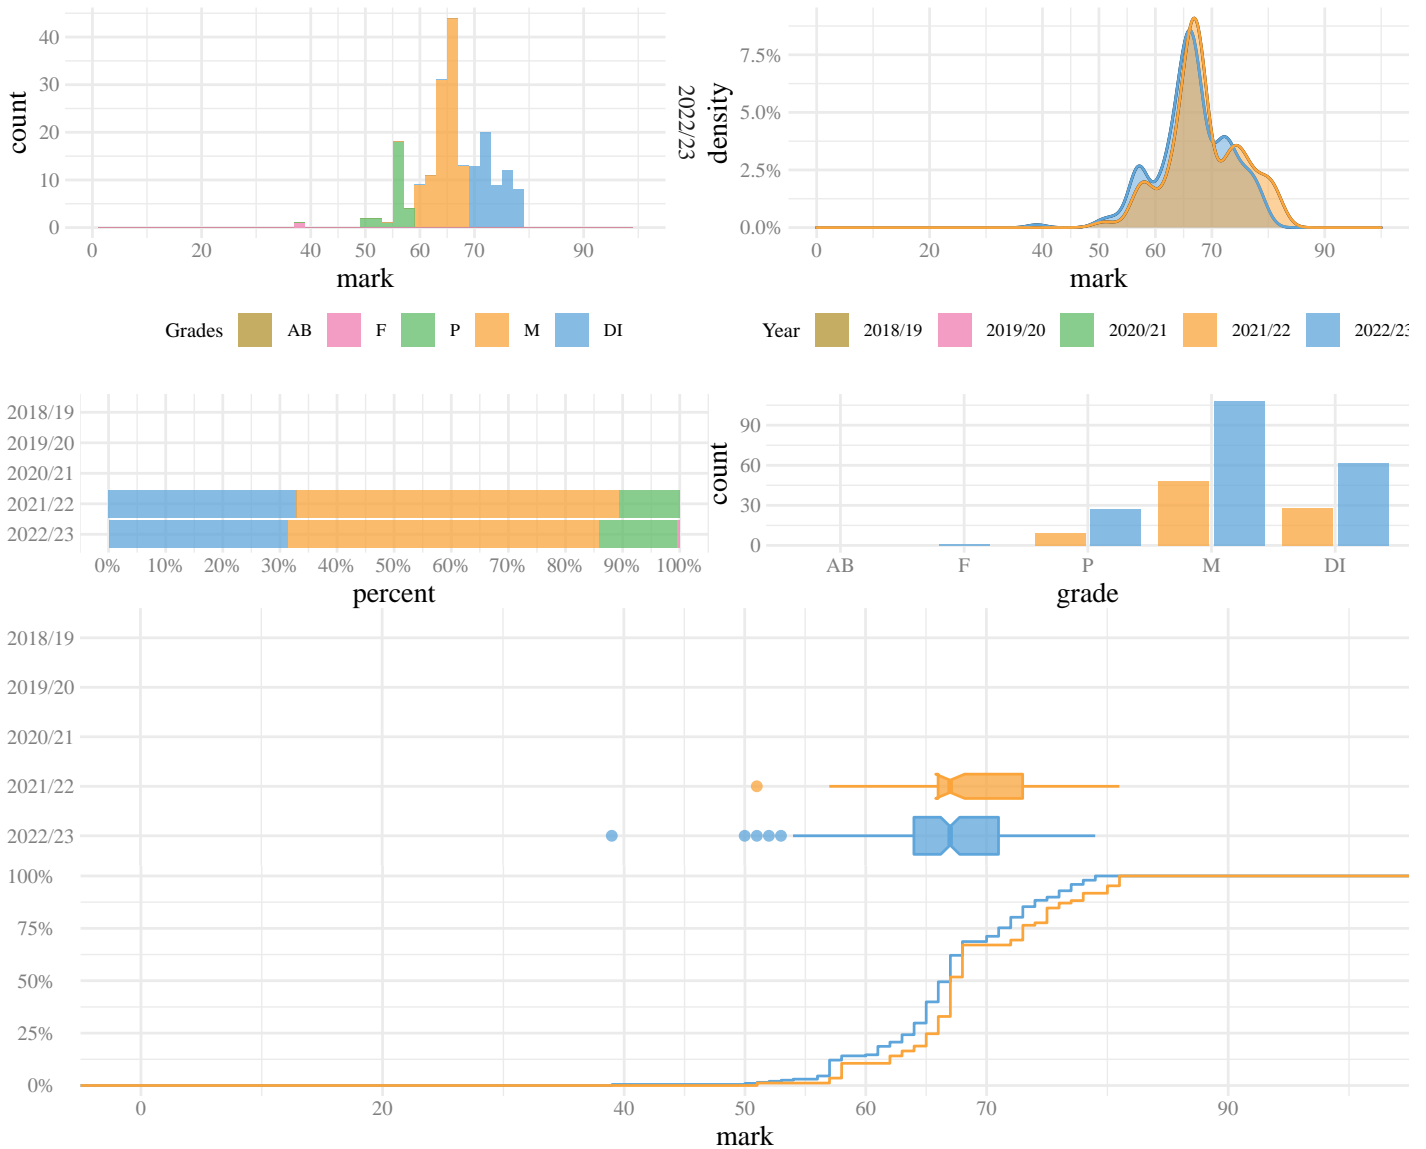 40
30
20
10
0
count
0 20 40 50 60 70 90
mark
2022/23
7.5%
5.0%
2.5%
0.0%
density
0 20 40 50 60 70 90
mark
Grades AB F P M DI
Year 2018/19 2019/20 2020/21 2021/22 2022/23
2018/19
2019/20
2020/21
2021/22
2022/23
0% 10% 20% 30% 40% 50% 60% 70% 80% 90% 100%
percent
90
60
30
0
count
AB F P M DI
grade
2018/19
2019/20
2020/21
2021/22
2022/23
100%
75%
50%
25%
0%
0 20 40 50 60 70 90
mark